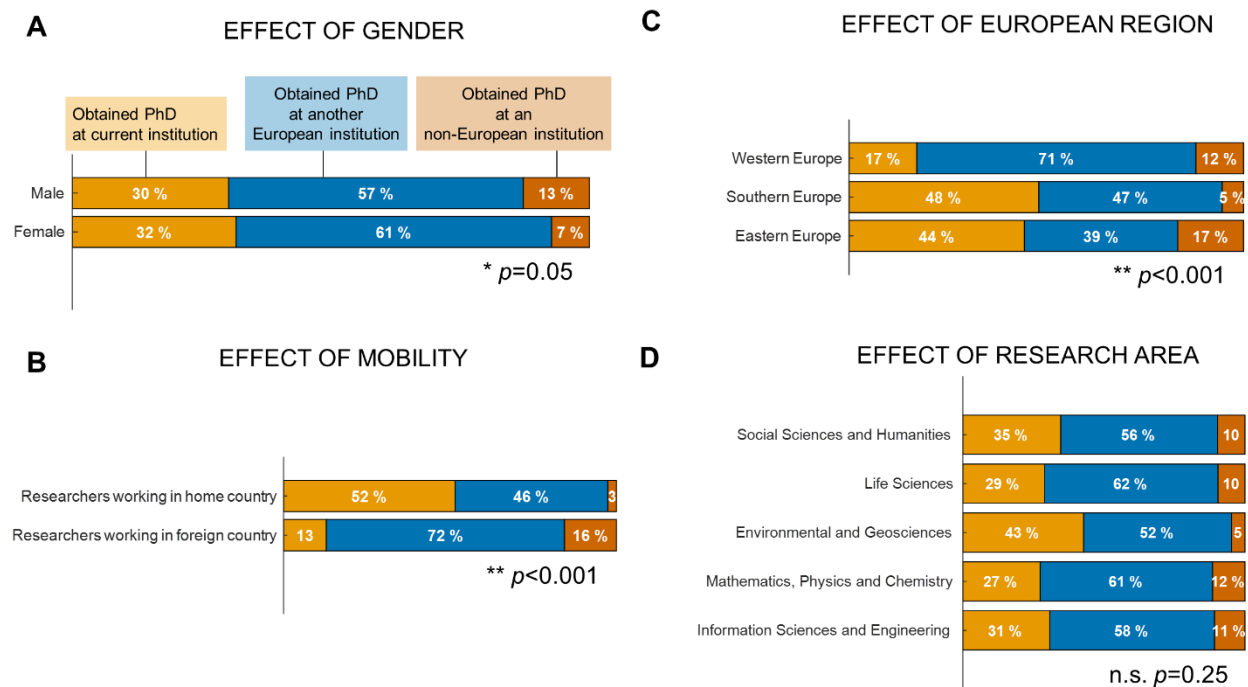 A
EFFECT OF GENDER
Obtained PhD
at current institution
Obtained PhD
at another
European institution
Obtained PhD
at an
non-European institution
Male
30 %
57 %
13 %
Female
32 %
61 %
7 %
* p=0.05
B
EFFECT OF MOBILITY
Researchers working in home country
52 %
46 %
3
Researchers working in foreign country
13
72 %
16 %
** p<0.001
C
EFFECT OF EUROPEAN REGION
Western Europe
17 %
71 %
12 %
Southern Europe
48 %
47 %
5 %
Eastern Europe
44 %
39 %
17 %
** p<0.001
D
EFFECT OF RESEARCH AREA
Social Sciences and Humanities
35 %
56 %
10
Life Sciences
29 %
62 %
10
Environmental and Geosciences
43 %
52 %
5
Mathematics, Physics and Chemistry
27 %
61 %
12 %
Information Sciences and Engineering
31 %
58 %
11 %
n.s. p=0.25